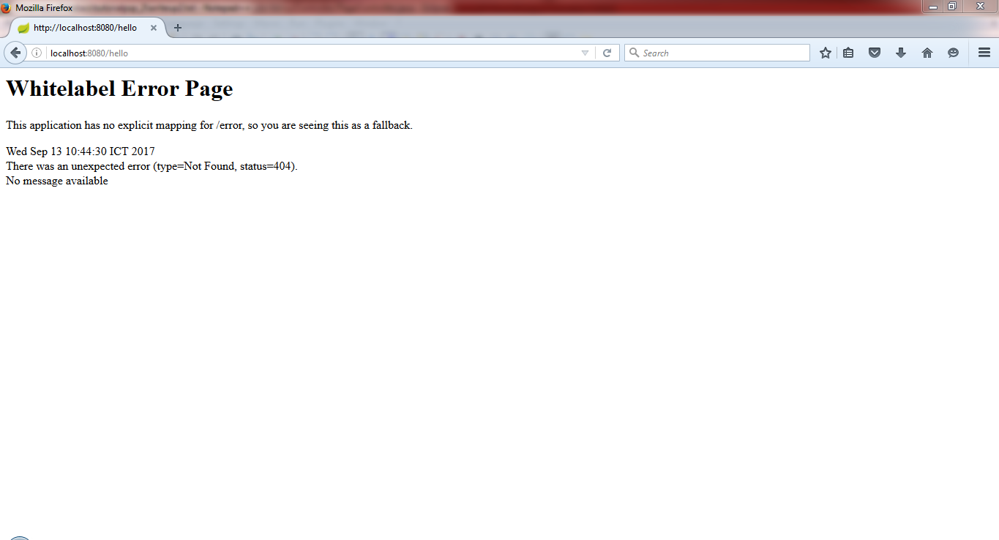 Mozilla Firefox
http://localhost:8080/hello
localhost:8080/hello
Search
Whitelabel Error Page
This application has no explicit mapping for /error, so you are seeing this as a fallback.
Wed Sep 13 10:44:30 ICT 2017
There was an unexpected error (type=Not Found, status=404).
No message available